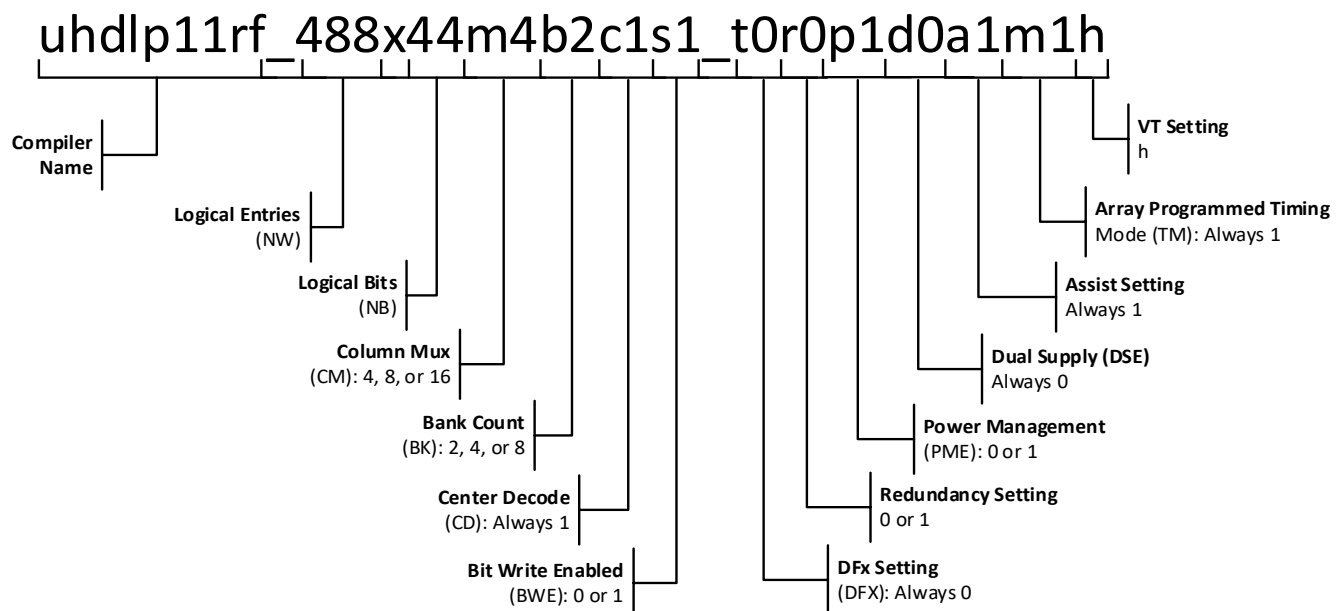 uhdlp11rf_488x44m4b2c1s1_t0r0p1d0a1m1h
Compiler
Name
Logical Entries
(NW)
Logical Bits
(NB)
Column Mux
(CM): 4, 8, or 16
Bank Count
(BK): 2, 4, or 8
Center Decode
(CD): Always 1
Bit Write Enabled
(BWE): 0 or 1
VT Setting
h
Array Programmed Timing
Mode (TM): Always 1
Assist Setting
Always 1
Dual Supply (DSE)
Always 0
Power Management
(PME): 0 or 1
Redundancy Setting
0 or 1
DFx Setting
(DFX): Always 0